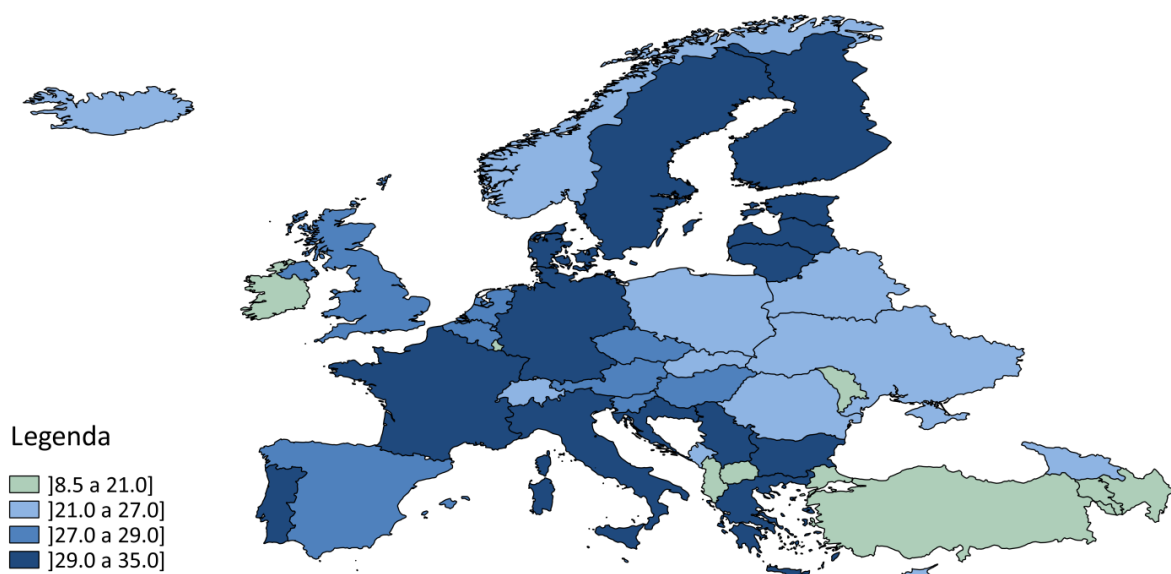 Legenda
]8.5 a 21.0]
]21.0 a 27.0]
]27.0 a 29.0]
]29.0 a 35.0]